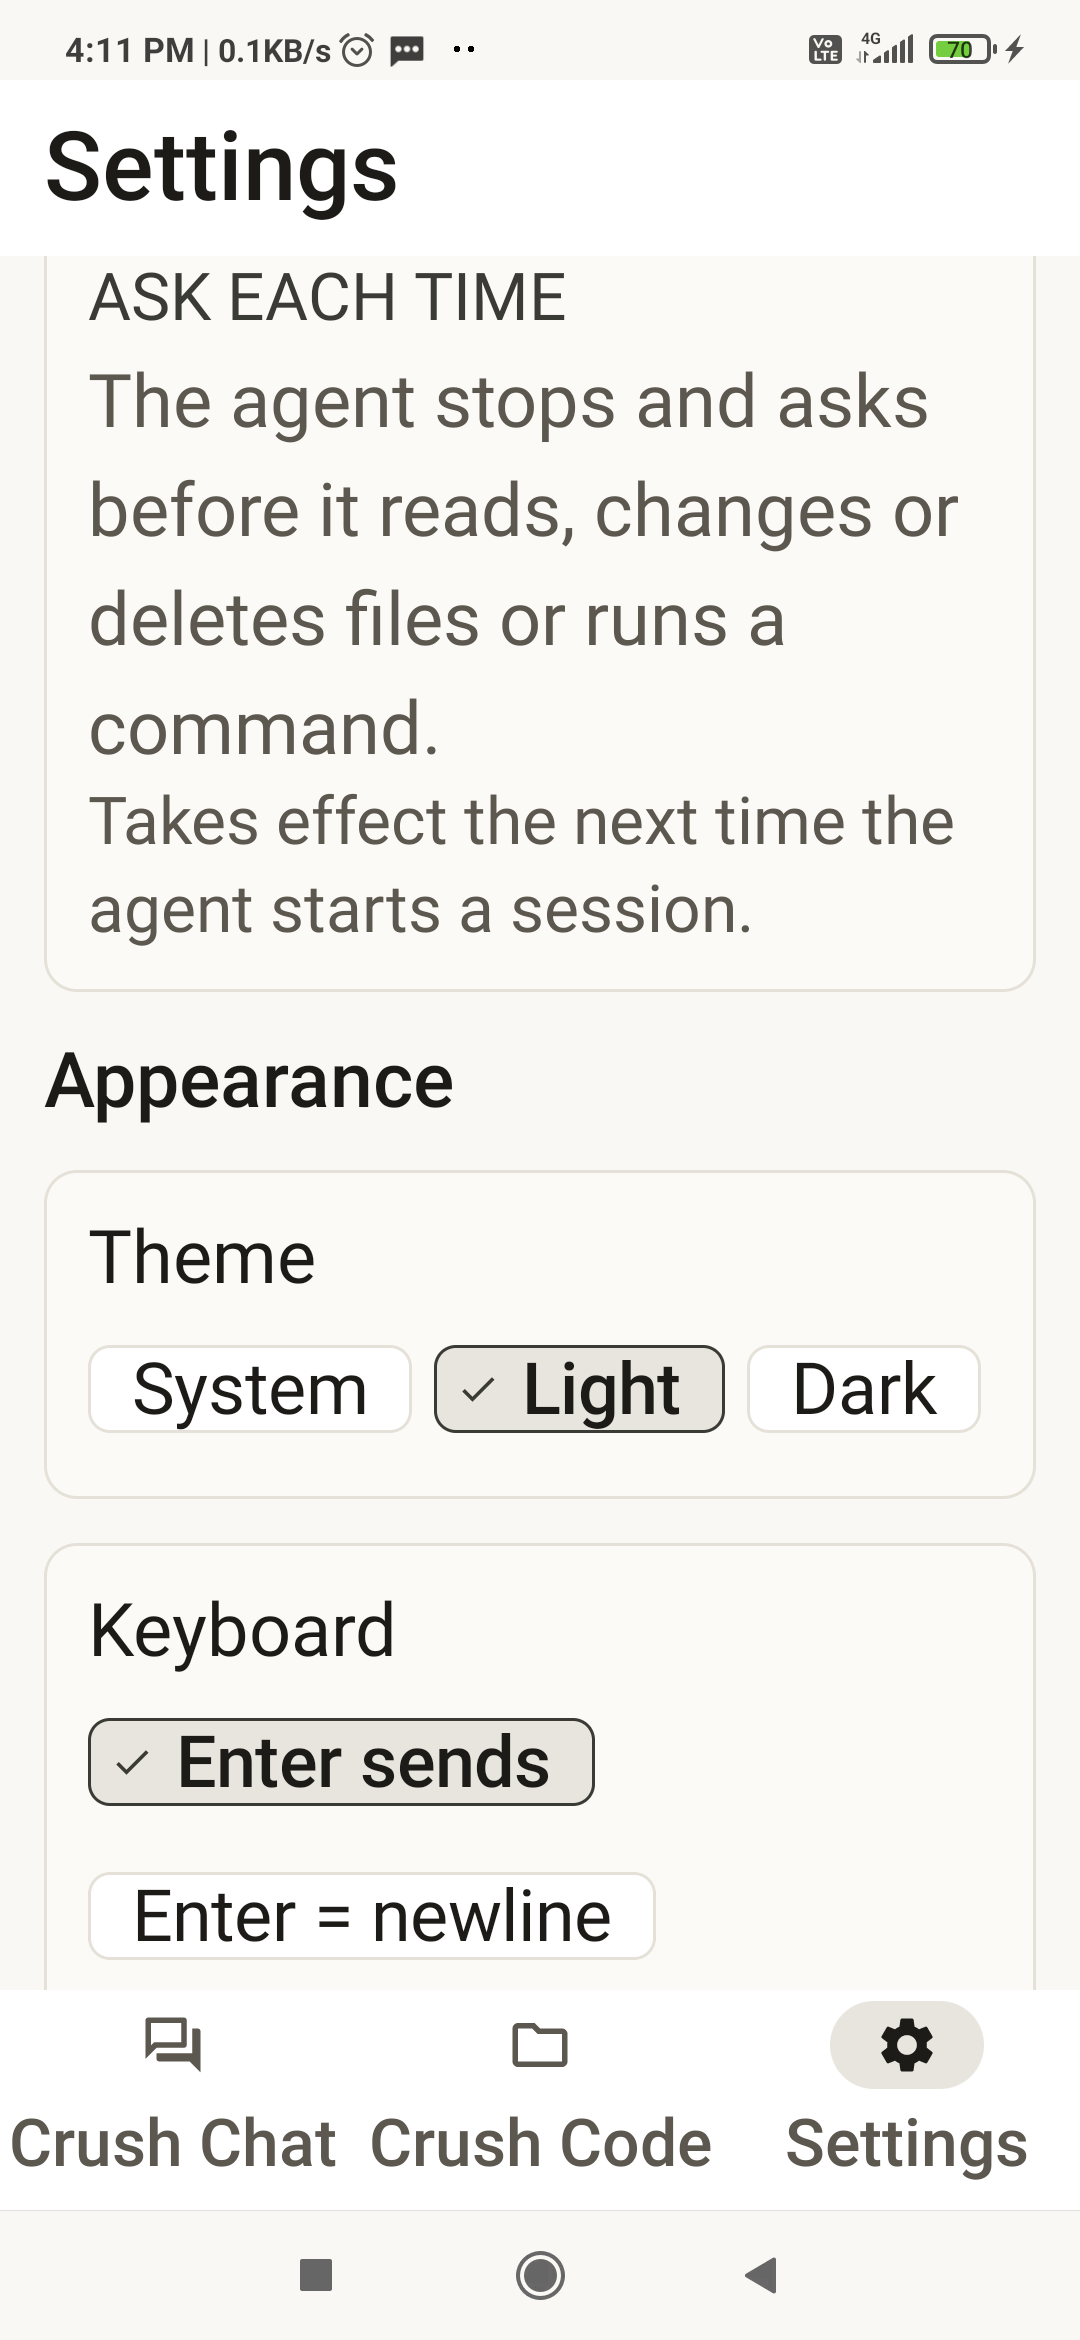 4:11 PM | 0.1KB/s
Vo LTE 4G 70
Settings
ASK EACH TIME
The agent stops and asks
before it reads, changes or
deletes files or runs a
command.
Takes effect the next time the
agent starts a session.
Appearance
Theme
System Light Dark
Keyboard
Enter sends
Enter = newline
Crush Chat Crush Code Settings